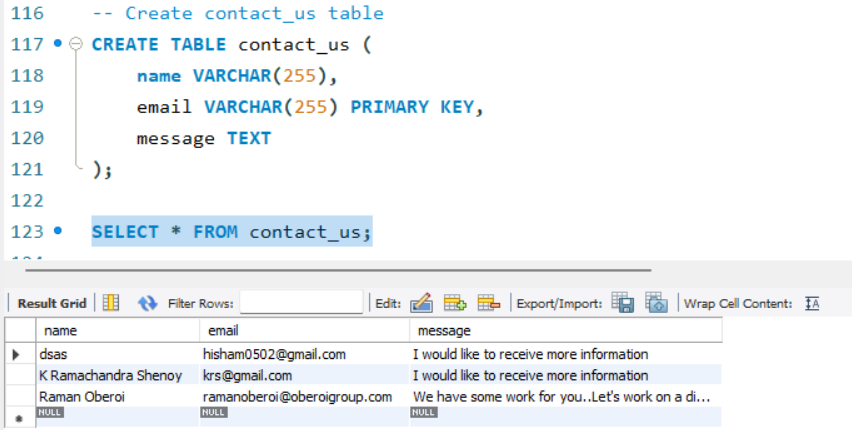 116 -- Create contact_us table
117 CREATE TABLE contact_us (
118 name VARCHAR(255),
119 email VARCHAR(255) PRIMARY KEY,
120 message TEXT
121 );
122
123 SELECT * FROM contact_us;
Result Grid Filter Rows: Edit: Export/Import: Wrap Cell Content:
name email message
dsas hisham0502@gmail.com I would like to receive more information
K Ramachandra Shenoy krs@gmail.com I would like to receive more information
Raman Oberoi ramanoberoi@oberoigroup.com We have some work for you..Let's work on a di...
NULL NULL NULL